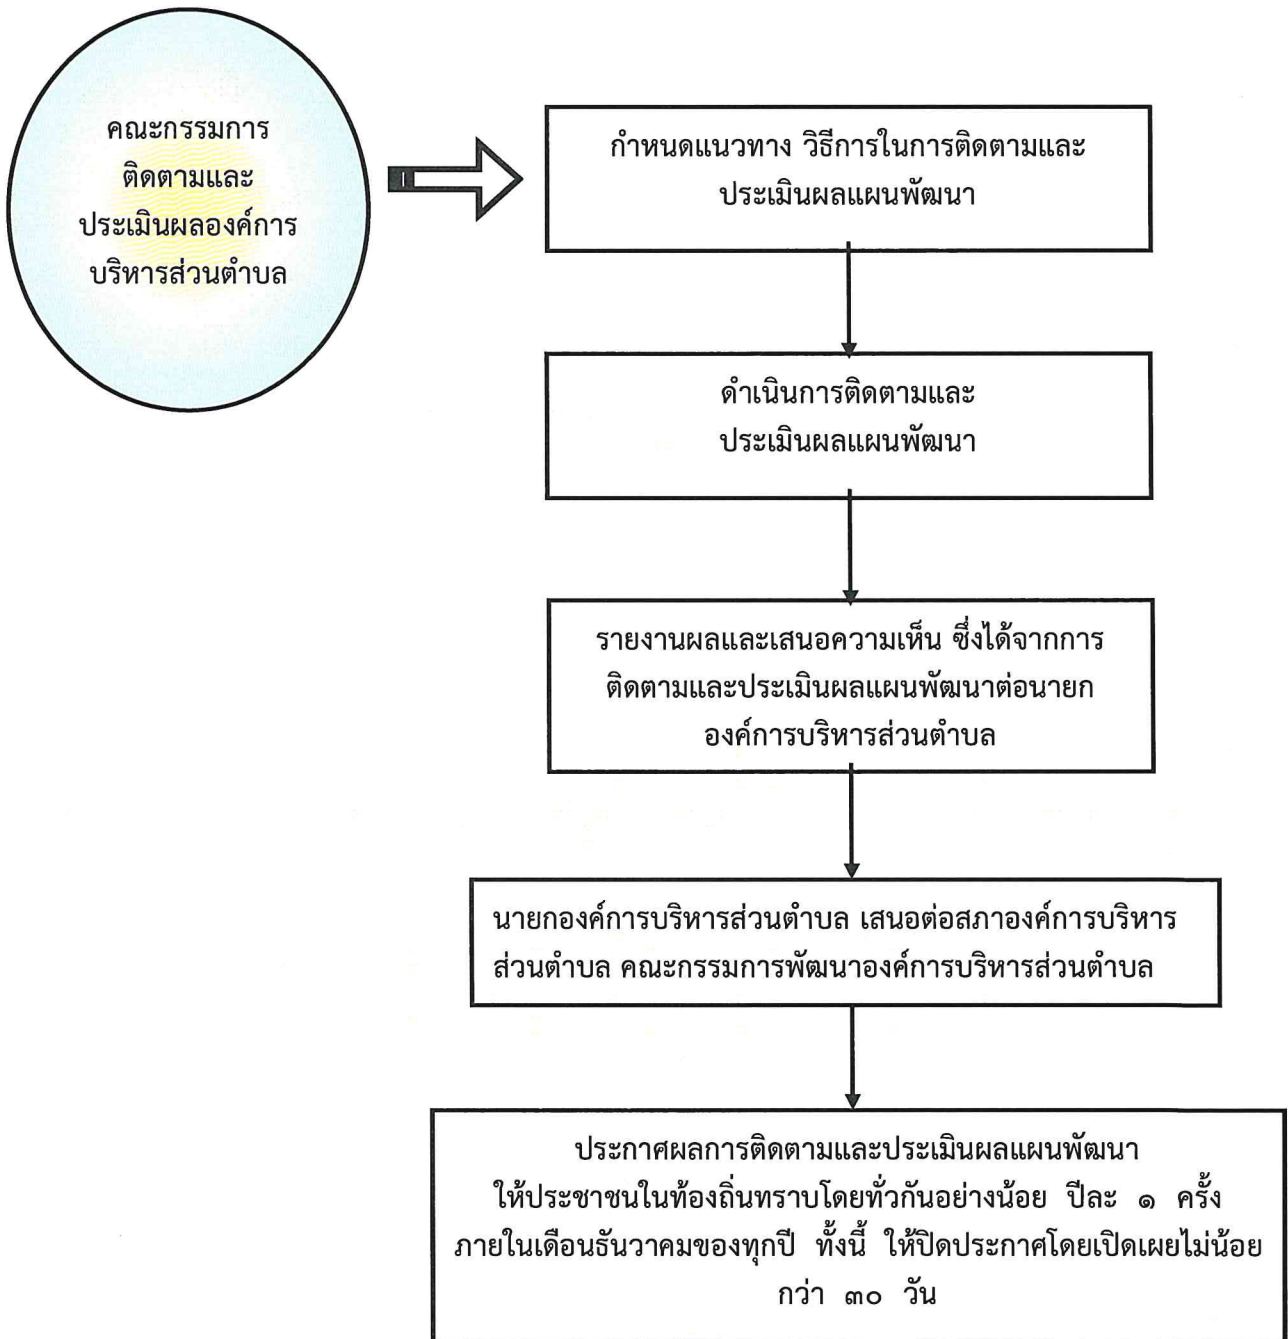 คณะกรรมการ
ติดตามและ
ประเมินผลองค์การ
บริหารส่วนตำบล
กำหนดแนวทาง วิธีการในการติดตามและ
ประเมินผลแผนพัฒนา
ดำเนินการติดตามและ
ประเมินผลแผนพัฒนา
รายงานผลและเสนอความเห็น ซึ่งได้จากการ
ติดตามและประเมินผลแผนพัฒนาต่อนายก
องค์การบริหารส่วนตำบล
นายกองค์การบริหารส่วนตำบล เสนอต่อสภาองค์การบริหาร
ส่วนตำบล คณะกรรมการพัฒนาองค์การบริหารส่วนตำบล
ประกาศผลการติดตามและประเมินผลแผนพัฒนา
ให้ประชาชนในท้องถิ่นทราบโดยทั่วกันอย่างน้อย ปีละ ๑ ครั้ง
ภายในเดือนธันวาคมของทุกปี ทั้งนี้ ให้ปิดประกาศโดยเปิดเผยไม่น้อย
กว่า ๓๐ วัน